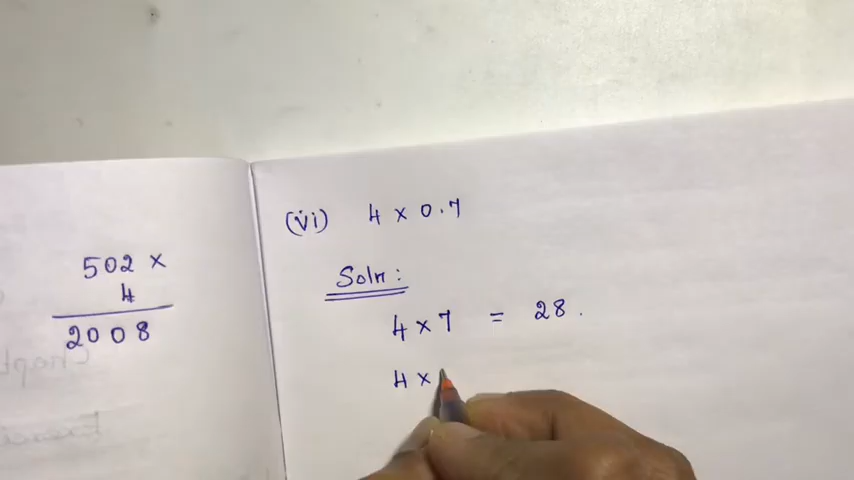 502 ×
4
2008
(vi) 4 × 0.7
Soln:
4 × 7 = 28.
4 ×